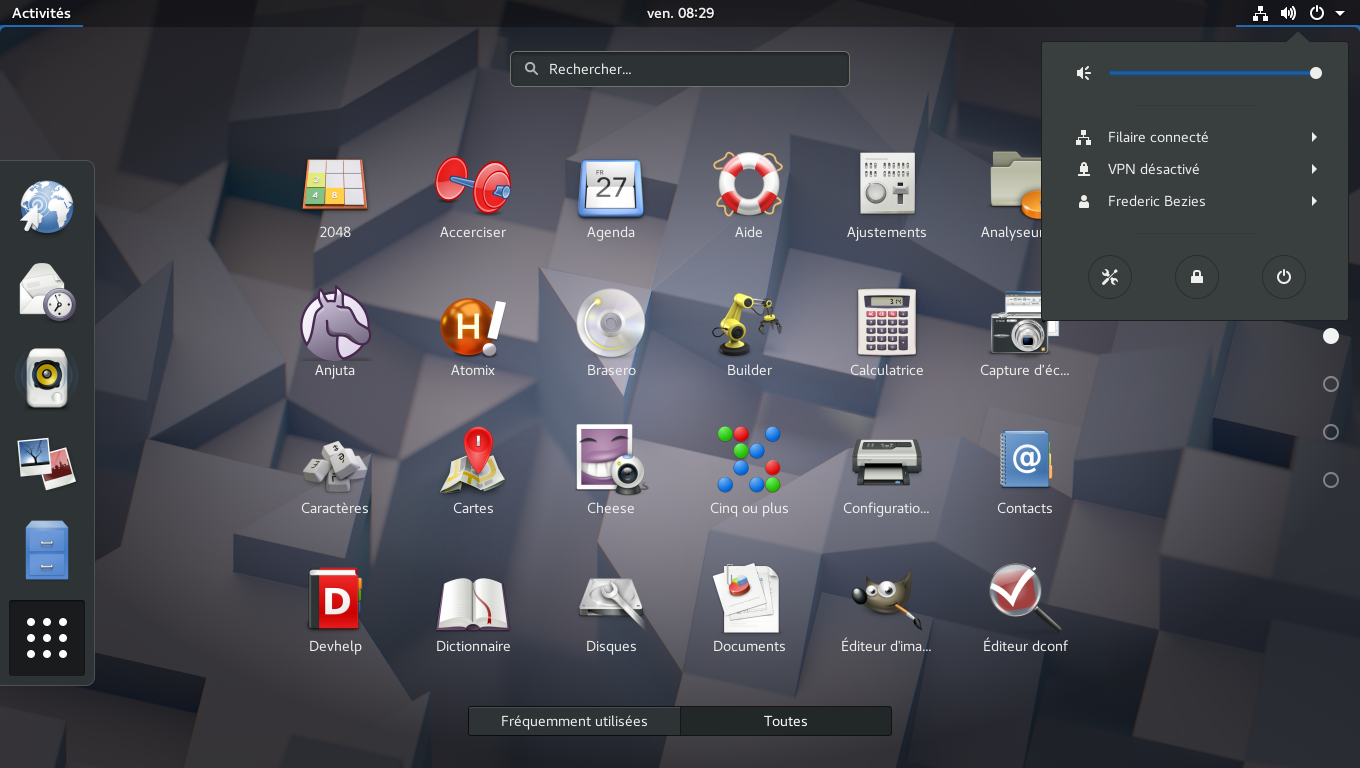 Activités
ven. 08:29
Rechercher...
Filaire connecté
VPN désactivé
Frederic Bezies
2
4 8
FR
27
2048
Accerciser
Agenda
Aide
Ajustements
Analyseu
H!
314
Anjuta
Atomix
Brasero
Builder
Calculatrice
Capture d'éc...
!
@
Caractères
Cartes
Cheese
Cinq ou plus
Configuratio...
Contacts
D
Devhelp
Dictionnaire
Disques
Documents
Éditeur d'ima...
Éditeur dconf
Fréquemment utilisées
Toutes